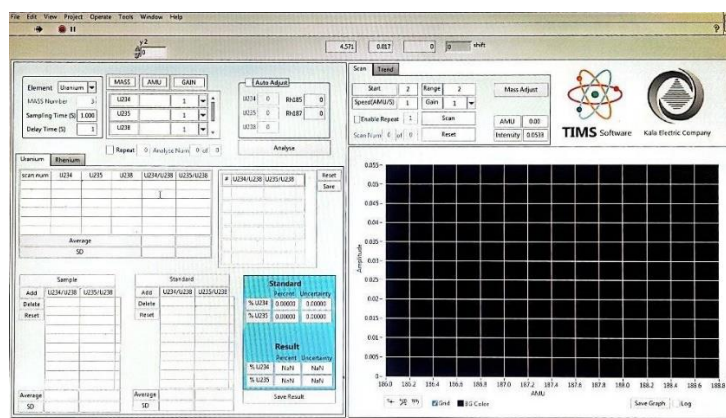 File Edit View Project Operate Tools Window Help
y 2
0
4.571 0.017 0 0 shift
Element Uranium
MASS Number
Sampling Time (S) 1.000
Delay Time (S) 1
MASS AMU GAIN
U234 1
U235 1
U238 1
Repeat 0 Analyse Num 0 of 0
Auto Adjust
U234 0 Rh185 0
U235 0 Rh187 0
U238 0
Analyse
Uranium Rhenium
scan num U234 U235 U238 U234/U238 U235/U238
Average
SD
# U234/U238 U235/U238
Reset
Save
Sample
Add U234/U238 U235/U238
Delete
Reset
Average
SD
Standard
Add U234/U238 U235/U238
Delete
Reset
Average
SD
Standard
Percent Uncertainty
% U234 0.00000 0.00000
% U235 0.00000 0.00000
Result
Percent Uncertainty
% U234 NaN NaN
% U235 NaN NaN
Save Result
Scan Trend
Start 2 Range 2
Speed(AMU/S) 1 Gain 1
Enable Repeat 1 Scan
Scan Num 0 of 0 Reset
Mass Adjust
AMU 0.00
Intensity 0.0533
TIMS Software
Kala Electric Company
Amplitude
0.055
0.05
0.045
0.04
0.035
0.03
0.025
0.02
0.015
0.01
0.005
0
186.0 186.2 186.4 186.6 186.8 187.0 187.2 187.4 187.6 187.8 188.0 188.2 188.4 188.6 188.8
AMU
Grid BG Color Save Graph Log